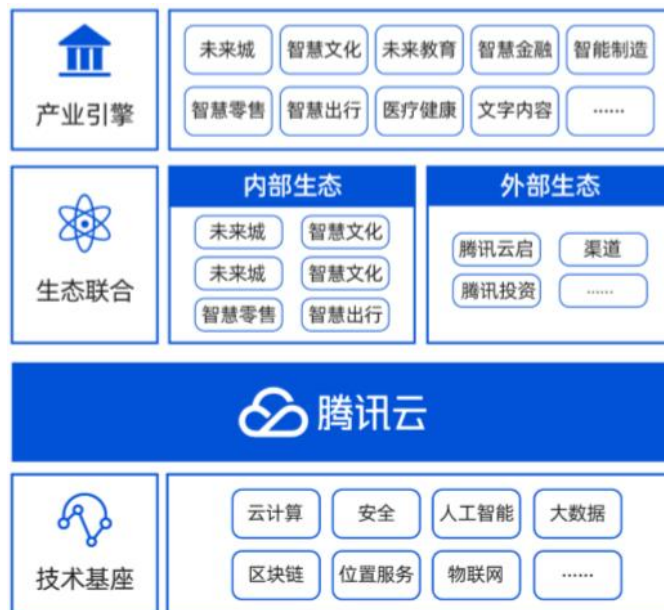 未来城 智慧文化 未来教育 智慧金融 智能制造
产业引擎
智慧零售 智慧出行 医疗健康 文字内容 ……
内部生态 外部生态
未来城 智慧文化
腾讯云启 渠道
未来城 智慧文化
生态联合
腾讯投资 ……
智慧零售 智慧出行
腾讯云
云计算 安全 人工智能 大数据
技术基座
区块链 位置服务 物联网 ……